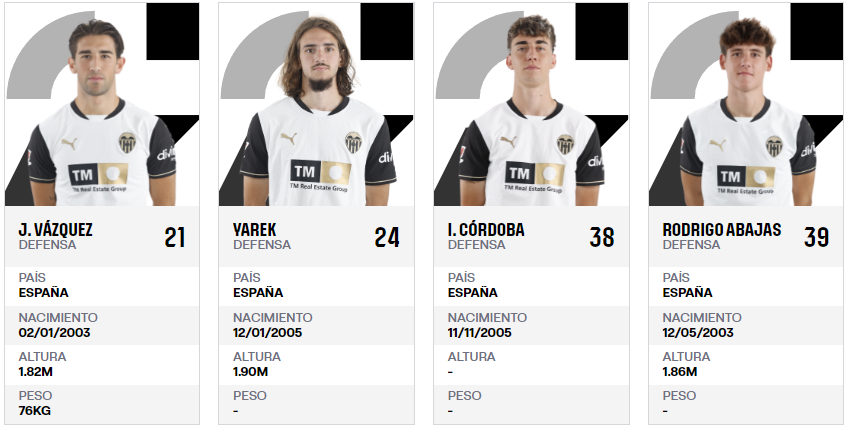 TM
TM Real Estate Group
J. VÁZQUEZ
DEFENSA
21
PAÍS
ESPAÑA
NACIMIENTO
02/01/2003
ALTURA
1.82M
PESO
76KG
TM
TM Real Estate Group
YAREK
DEFENSA
24
PAÍS
ESPAÑA
NACIMIENTO
12/01/2005
ALTURA
1.90M
PESO
-
TM
TM Real Estate Group
I. CÓRDOBA
DEFENSA
38
PAÍS
ESPAÑA
NACIMIENTO
11/11/2005
ALTURA
-
PESO
-
TM
TM Real Estate Group
RODRIGO ABAJAS
DEFENSA
39
PAÍS
ESPAÑA
NACIMIENTO
12/05/2003
ALTURA
1.86M
PESO
-